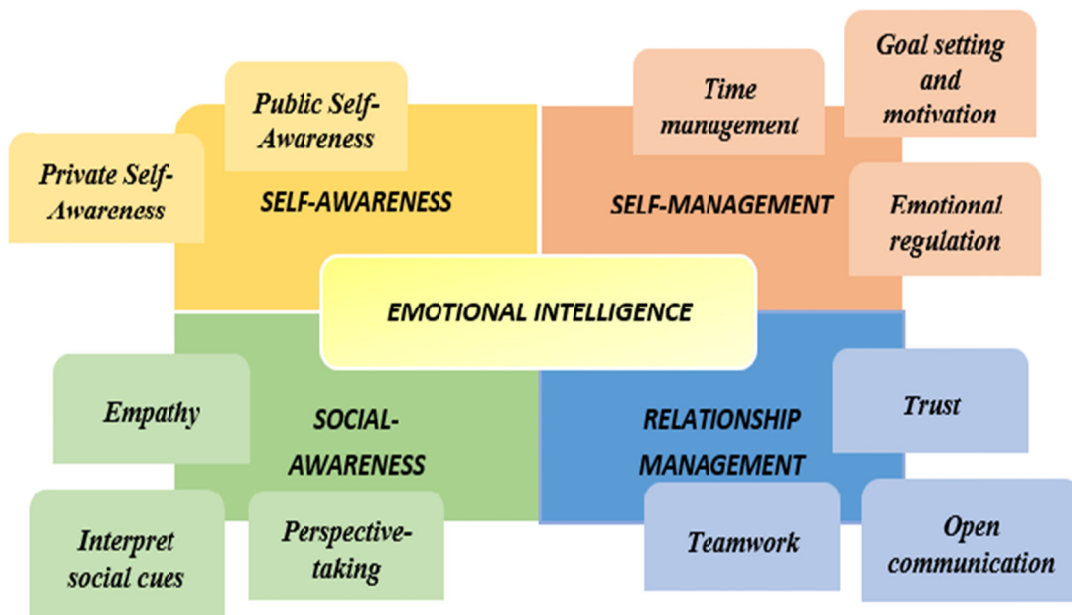 Public Self-
Awareness
Private Self-
Awareness
SELF-AWARENESS
Time
management
Goal setting
and
motivation
SELF-MANAGEMENT
Emotional
regulation
EMOTIONAL INTELLIGENCE
Empathy
SOCIAL-
AWARENESS
Interpret
social cues
Perspective-
taking
RELATIONSHIP
MANAGEMENT
Trust
Teamwork
Open
communication